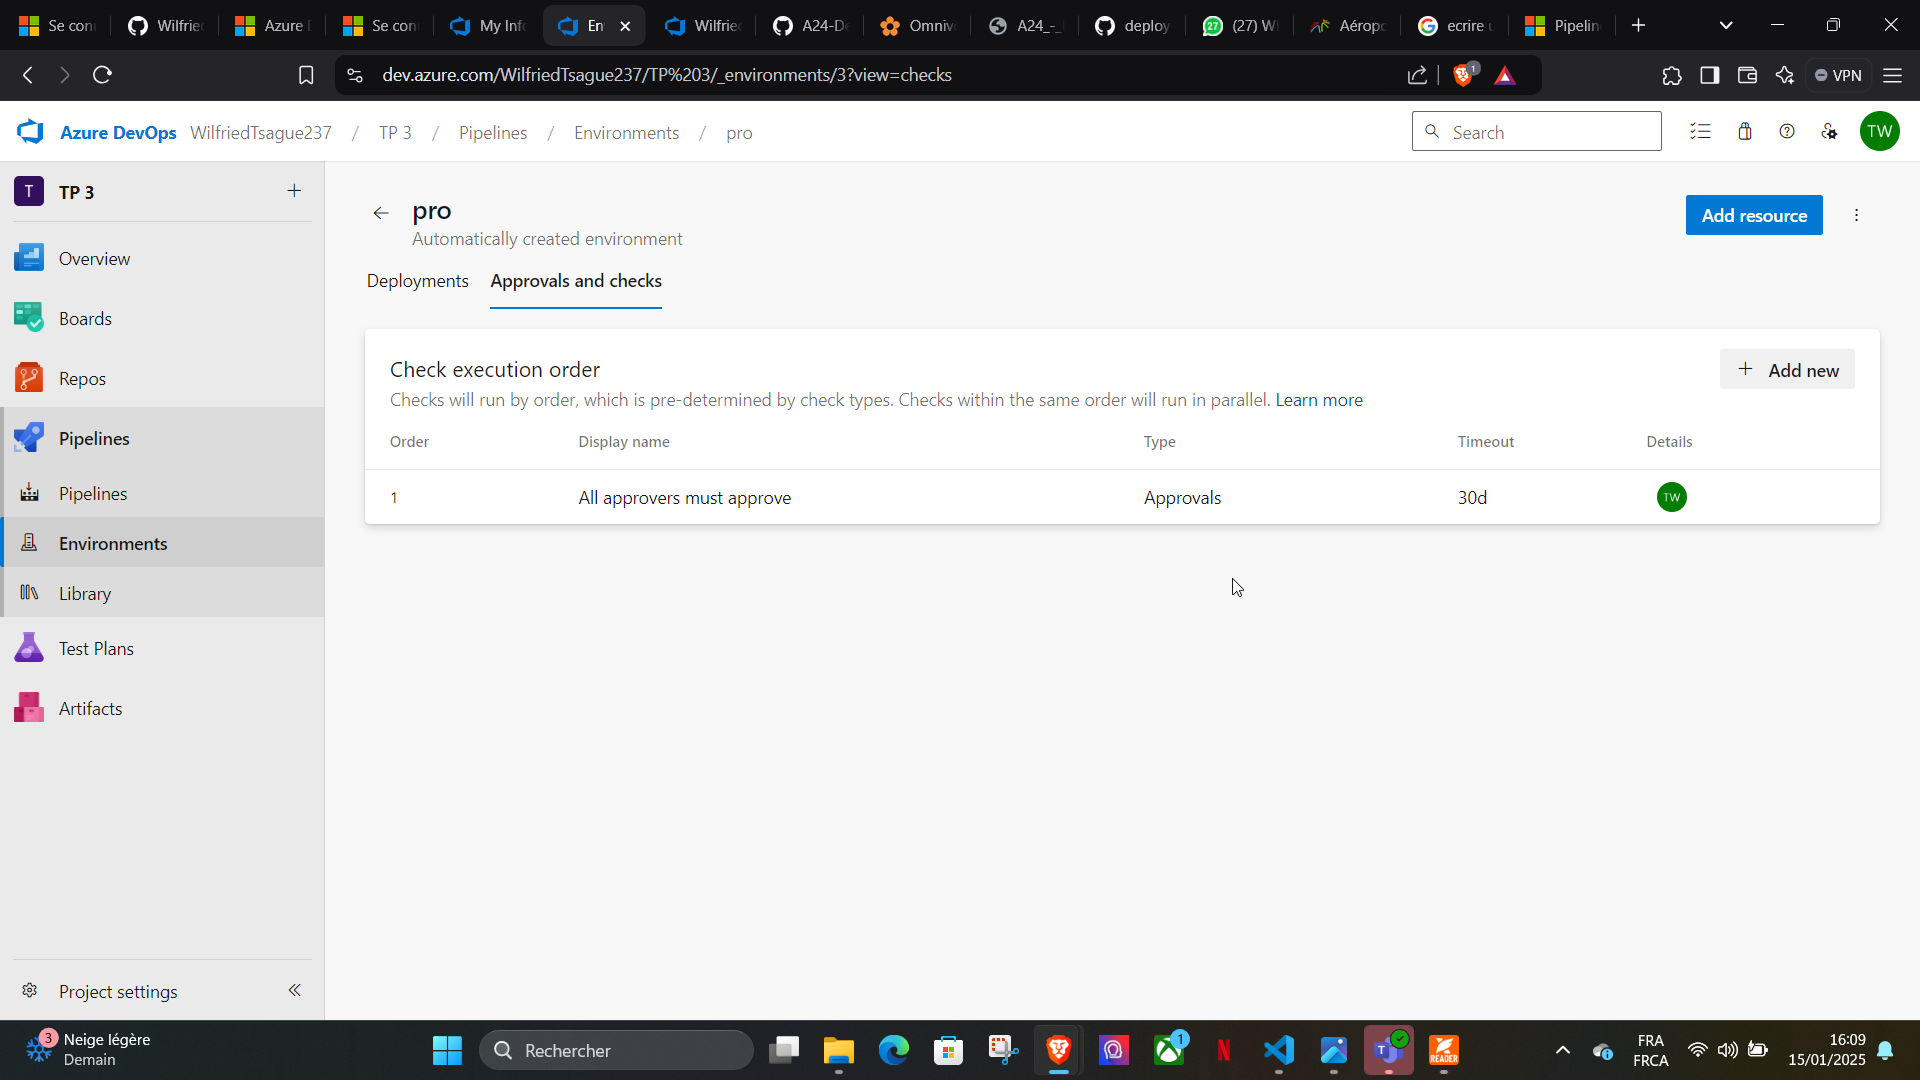 Se con
Wilfrie
Azure
Se con
My Inf
En
Wilfrie
A24-De
Omniv
A24_-_
deploy
(27) W
Aéropo
ecrire u
Pipelin
dev.azure.com/WilfriedTsague237/TP%203/_environments/3?view=checks
1
VPN
Azure DevOps WilfriedTsague237 / TP 3 / Pipelines / Environments / pro
Search
TW
T TP 3
Overview
Boards
Repos
Pipelines
Pipelines
Environments
Library
Test Plans
Artifacts
Project settings
pro
Automatically created environment
Add resource
Deployments Approvals and checks
Check execution order
Add new
Checks will run by order, which is pre-determined by check types. Checks within the same order will run in parallel. Learn more
Order Display name Type Timeout Details
1 All approvers must approve Approvals 30d TW
3
Neige légère
Demain
Rechercher
1
READER
FRA
FRCA
16:09
15/01/2025